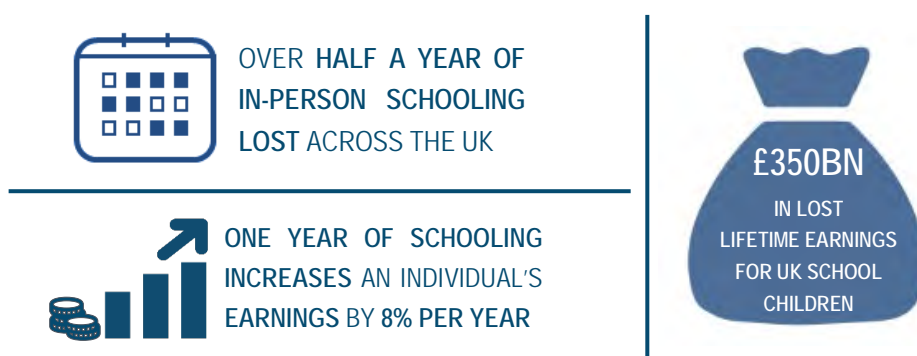 OVER HALF A YEAR OF
IN-PERSON SCHOOLING
LOST ACROSS THE UK
ONE YEAR OF SCHOOLING
INCREASES AN INDIVIDUAL'S
EARNINGS BY 8% PER YEAR
£350BN
IN LOST
LIFETIME EARNINGS
FOR UK SCHOOL
CHILDREN